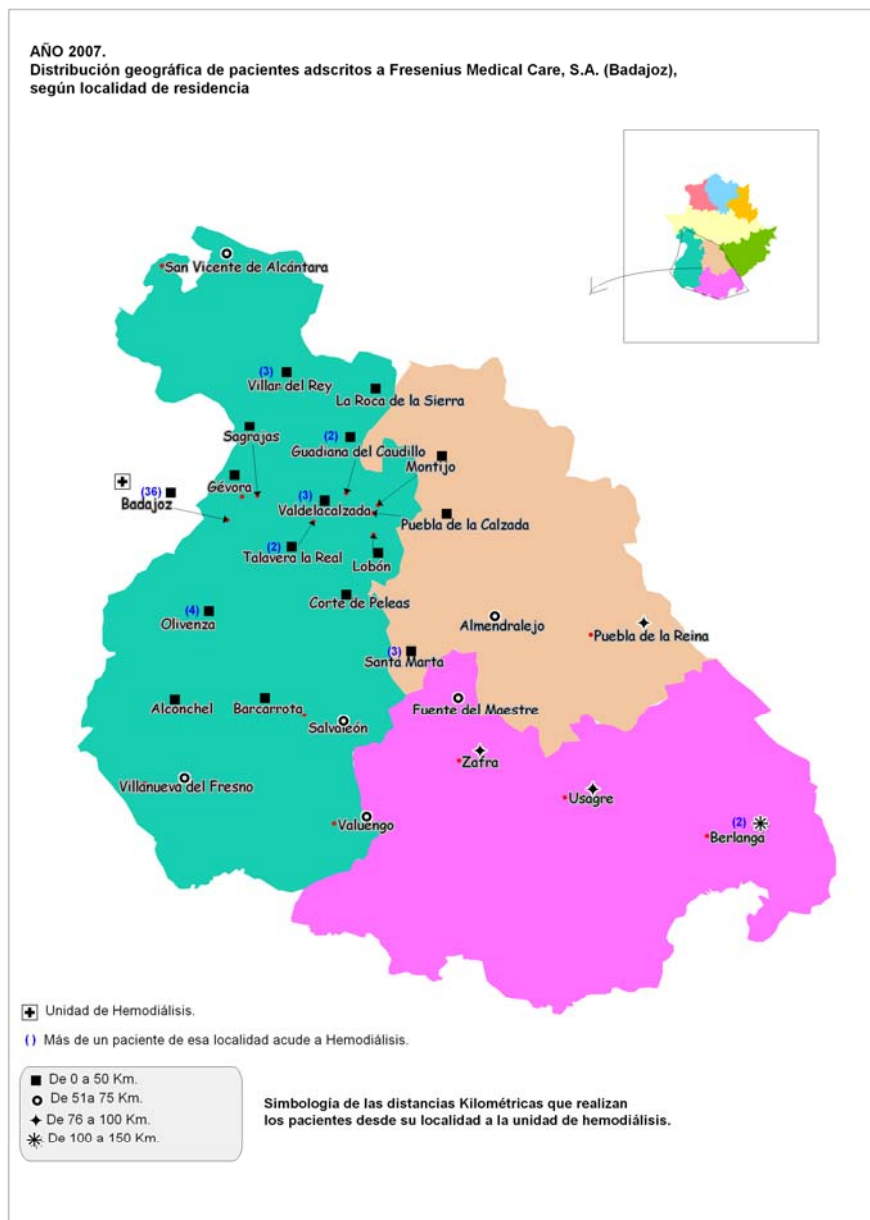 AÑO 2007.
Distribución geográfica de pacientes adscritos a Fresenius Medical Care, S.A. (Badajoz),
según localidad de residencia
San Vicente de Alcántara
(3)
Villar del Rey
La Roca de la Sierra
Sagrajas
(2)
Guadiana del Caudillo
Montijo
Gévora
(36)
Badajoz
(3)
Valdelacalzada
Puebla de la Calzada
(2)
Talavera la Real
Lobón
Corte de Peleas
(4)
Olivenza
Almendralejo
Puebla de la Reina
(3)
Santa Marta
Alconchel
Barcarrota
Salvaleón
Fuente del Maestre
Zafra
Villanueva del Fresno
Usagre
Valuengo
(2)
Berlanga
Unidad de Hemodiálisis.
( ) Más de un paciente de esa localidad acude a Hemodiálisis.
De 0 a 50 Km.
De 51a 75 Km.
De 76 a 100 Km.
De 100 a 150 Km.
Simbología de las distancias Kilométricas que realizan
los pacientes desde su localidad a la unidad de hemodiálisis.